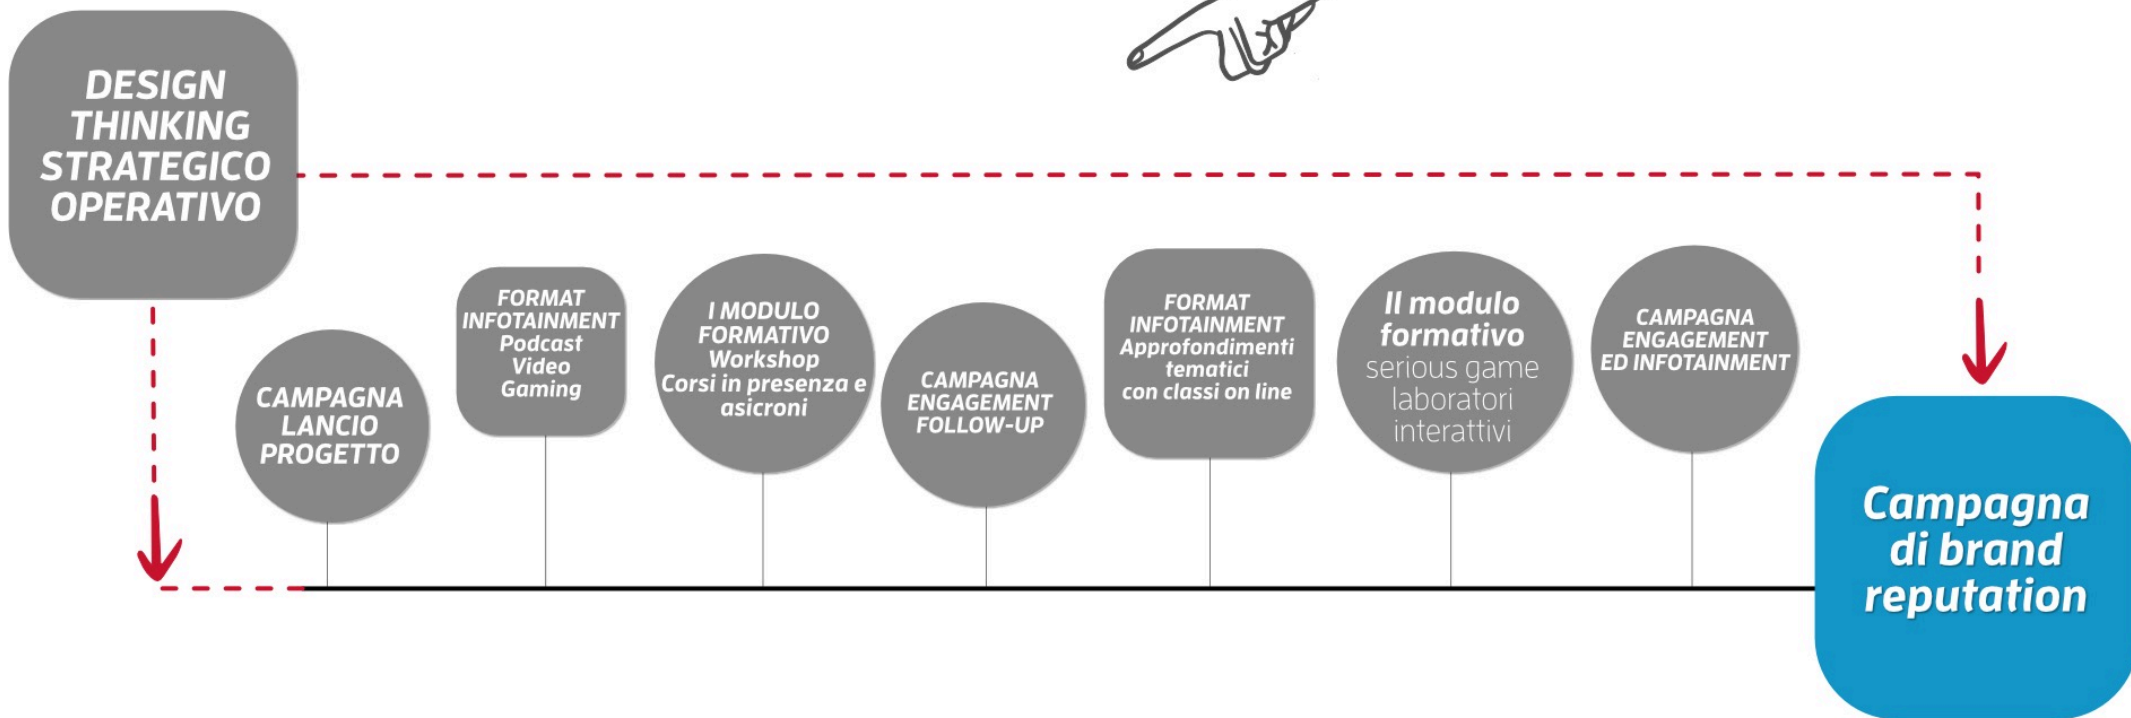 DESIGN
THINKING
STRATEGICO
OPERATIVO
CAMPAGNA
LANCIO
PROGETTO
FORMAT
INFOTAINMENT
Podcast
Video
Gaming
I MODULO
FORMATIVO
Workshop
Corsi in presenza e
asicroni
CAMPAGNA
ENGAGEMENT
FOLLOW-UP
FORMAT
INFOTAINMENT
Approfondimenti
tematici
con classi on line
II modulo
formativo
serious game
laboratori
interattivi
CAMPAGNA
ENGAGEMENT
ED INFOTAINMENT
Campagna
di brand
reputation